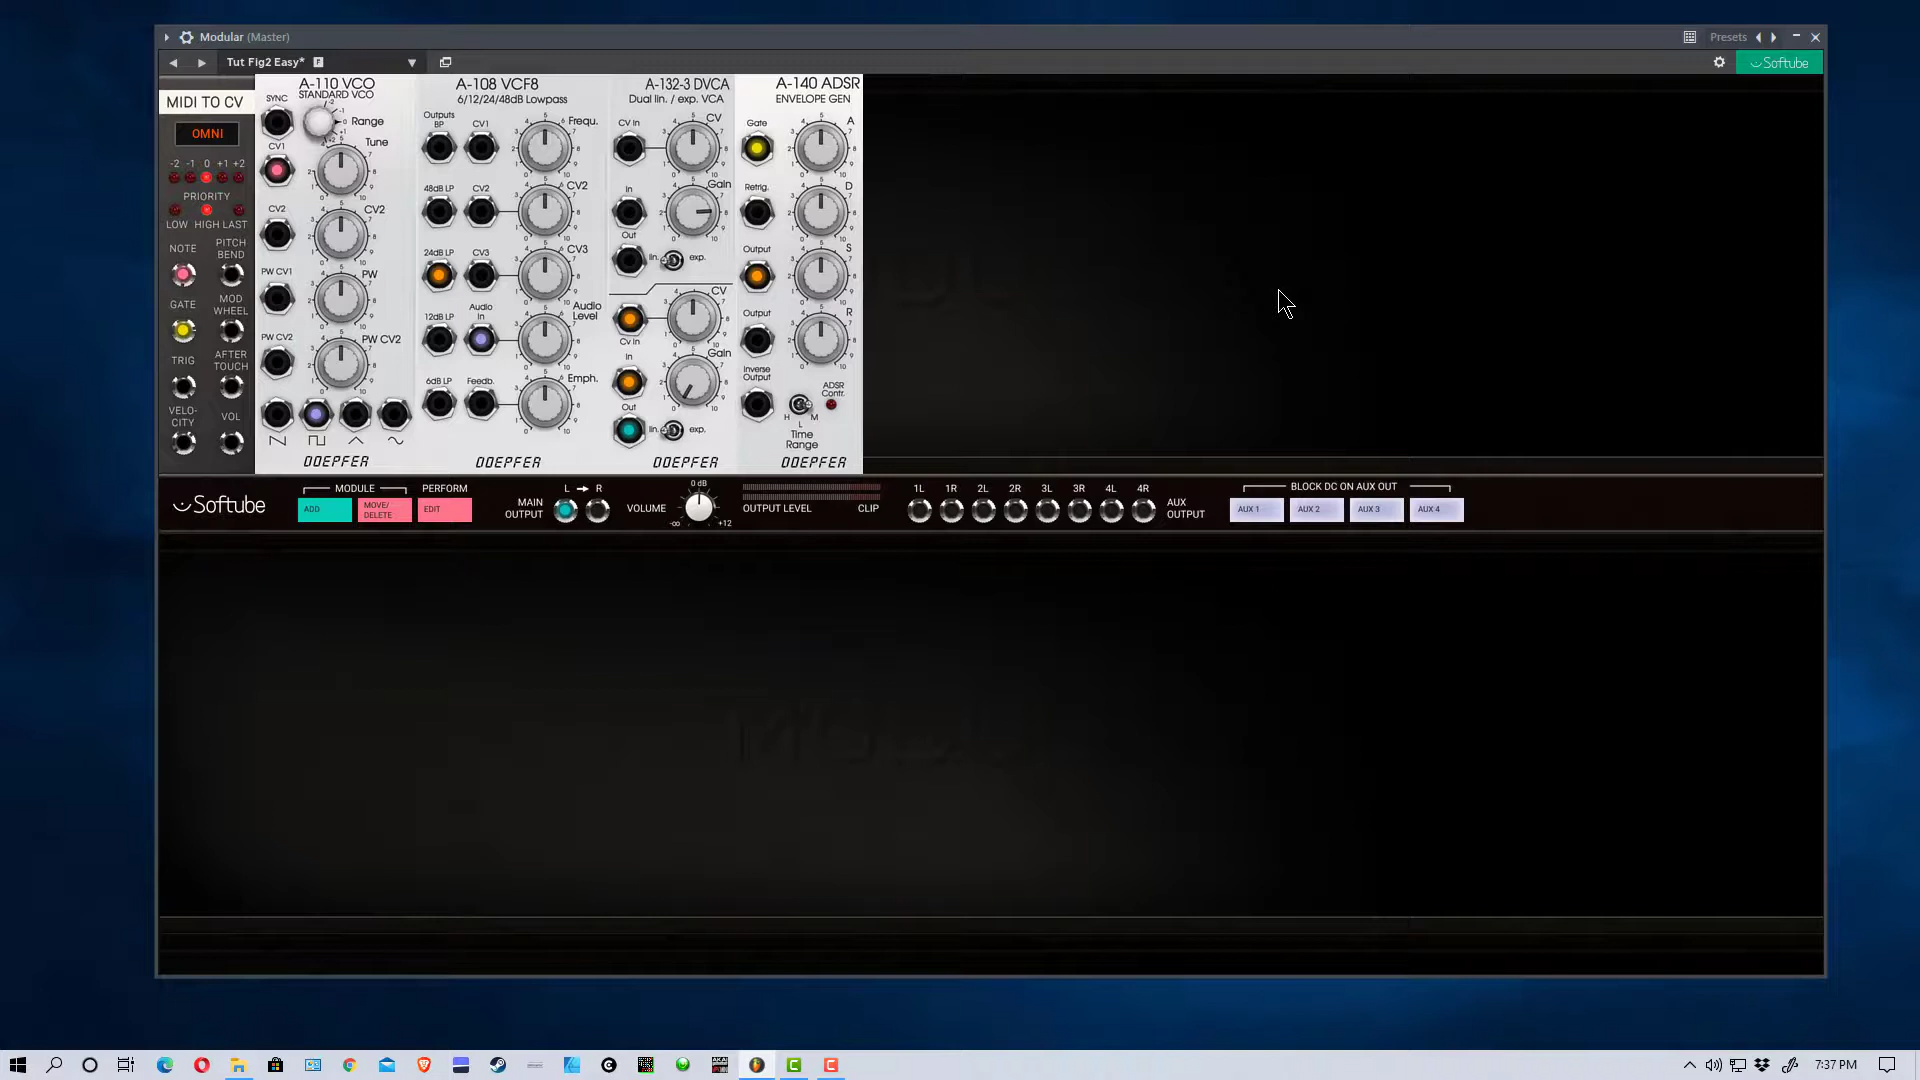 Modular (Master)
Presets
Tut Fig2 Easy*
F
Softube
MIDI TO CV
OMNI
-2 -1 0 +1 +2
PRIORITY
LOW HIGH LAST
NOTE
PITCH BEND
GATE
MOD WHEEL
TRIG
AFTER TOUCH
VELO-CITY
VOL
A-110 VCO
STANDARD VCO
SYNC
Range
CV1
Tune
CV2
CV2
PW CV1
PW
PW CV2
PW CV2
DOEPFER
A-108 VCF8
6/12/24/48dB Lowpass
Outputs
BP
CV1
Frequ.
48dB LP
CV2
CV2
24dB LP
CV3
CV3
12dB LP
Audio In
Audio Level
6dB LP
Feedb.
Emph.
DOEPFER
A-132-3 DVCA
Dual lin. / exp. VCA
CV In
CV
In
Gain
Out
lin.
exp.
CV
Cv In
In
Gain
Out
lin.
exp.
DOEPFER
A-140 ADSR
ENVELOPE GEN
Gate
A
Retrig.
D
Output
S
Output
R
Inverse Output
ADSR Contr.
H M
L
Time Range
DOEPFER
Softube
MODULE
ADD
MOVE/
DELETE
PERFORM
EDIT
MAIN OUTPUT
L → R
VOLUME
0 dB
-∞ +12
OUTPUT LEVEL
CLIP
1L 1R 2L 2R 3L 3R 4L 4R
AUX OUTPUT
BLOCK DC ON AUX OUT
AUX 1
AUX 2
AUX 3
AUX 4
7:37 PM